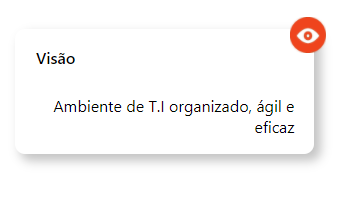 Visão
Ambiente de T.I organizado, ágil e
eficaz